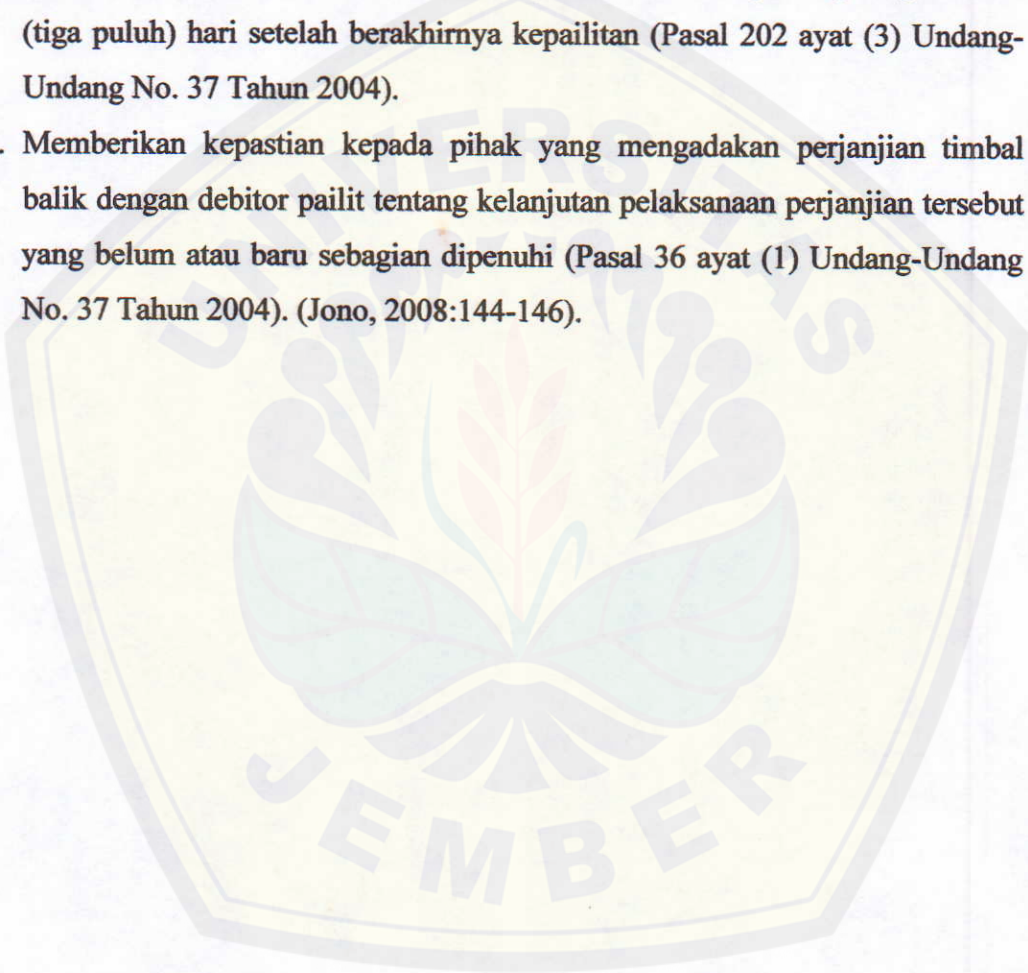 (tiga puluh) hari setelah berakhirnya kepailitan (Pasal 202 ayat (3) Undang-
Undang No. 37 Tahun 2004).
. Memberikan kepastian kepada pihak yang mengadakan perjanjian timbal
balik dengan debitor pailit tentang kelanjutan pelaksanaan perjanjian tersebut
yang belum atau baru sebagian dipenuhi (Pasal 36 ayat (1) Undang-Undang
No. 37 Tahun 2004). (Jono, 2008:144-146).
UNIVERSITAS
JEMBER